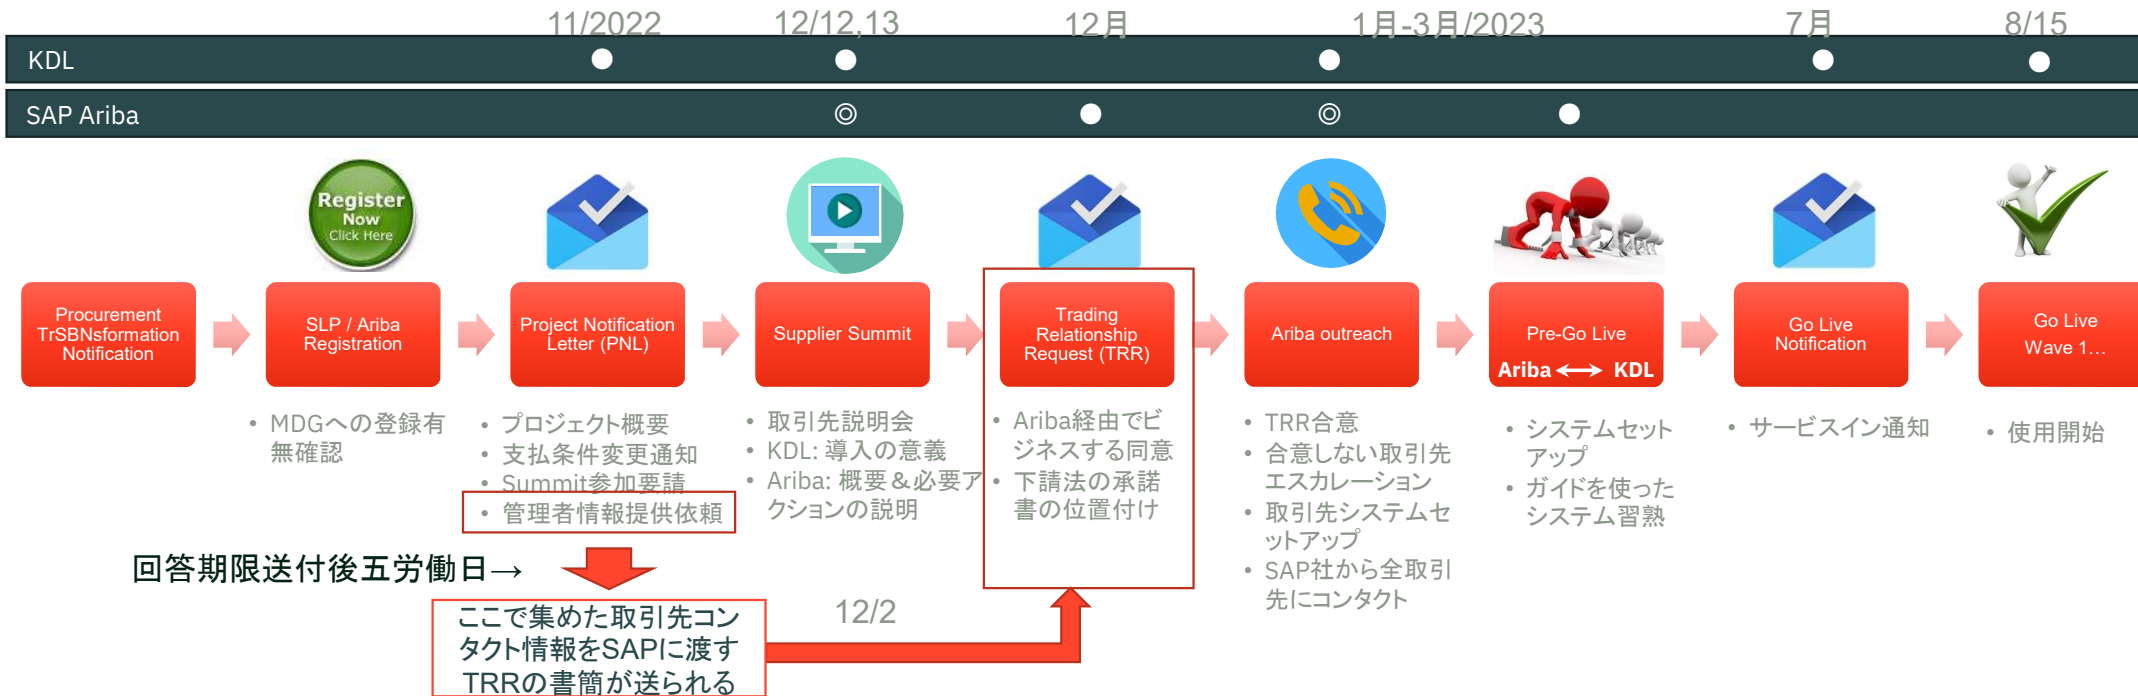 11/2022
12/12,13
12月
1月-3月/2023
7月
8/15
KDL
SAP Ariba
◎
◎
Register
Now
Click Here
Procurement
TrSBNsformation
Notification
SLP / Ariba
Registration
Project Notification
Letter (PNL)
Supplier Summit
Trading
Relationship
Request (TRR)
Ariba outreach
Pre-Go Live
Ariba ⟷ KDL
Go Live
Notification
Go Live
Wave 1…
• MDGへの登録有
無確認
• プロジェクト概要
• 支払条件変更通知
• Summit参加要請
• 管理者情報提供依頼
• 取引先説明会
• KDL: 導入の意義
• Ariba: 概要＆必要ア
クションの説明
• Ariba経由でビ
ジネスする同意
• 下請法の承諾
書の位置付け
• TRR合意
• 合意しない取引先
エスカレーション
• 取引先システムセ
ットアップ
• SAP社から全取引
先にコンタクト
• システムセット
アップ
• ガイドを使った
システム習熟
• サービスイン通知
• 使用開始
回答期限送付後五労働日→
ここで集めた取引先コン
タクト情報をSAPに渡す
TRRの書簡が送られる
12/2